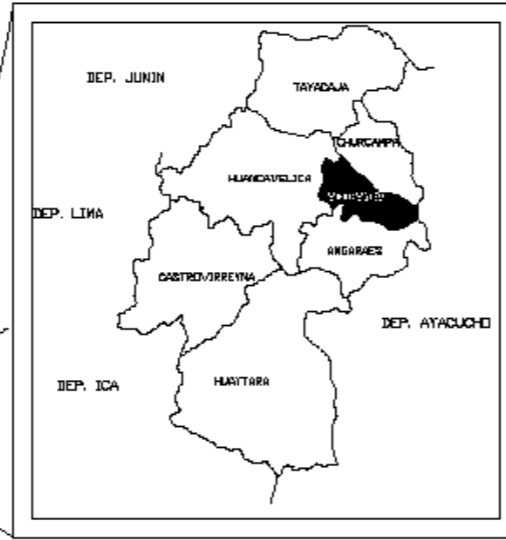 DEP. JUNIN
TAYACAJA
CHURCAMPA
HUANCAVELICA
DEP. LIMA
ANGARAES
CASTROVIRREYNA
DEP. AYACUCHO
DEP. ICA
HUAYTARA